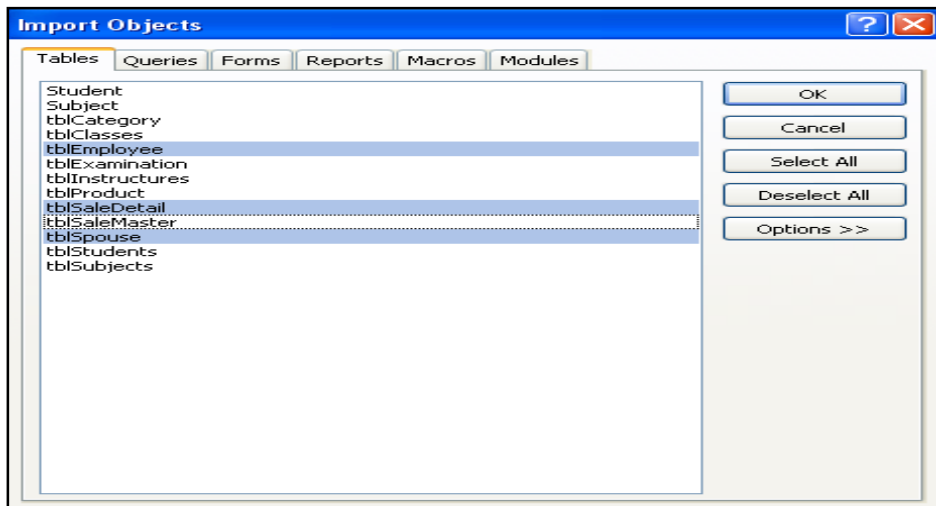 Import Objects
Tables Queries Forms Reports Macros Modules
Student
Subject
tblCategory
tblClasses
tblEmployee
tblExamination
tblInstructures
tblProduct
tblSaleDetail
tblSaleMaster
tblSpouse
tblStudents
tblSubjects
OK
Cancel
Select All
Deselect All
Options >>